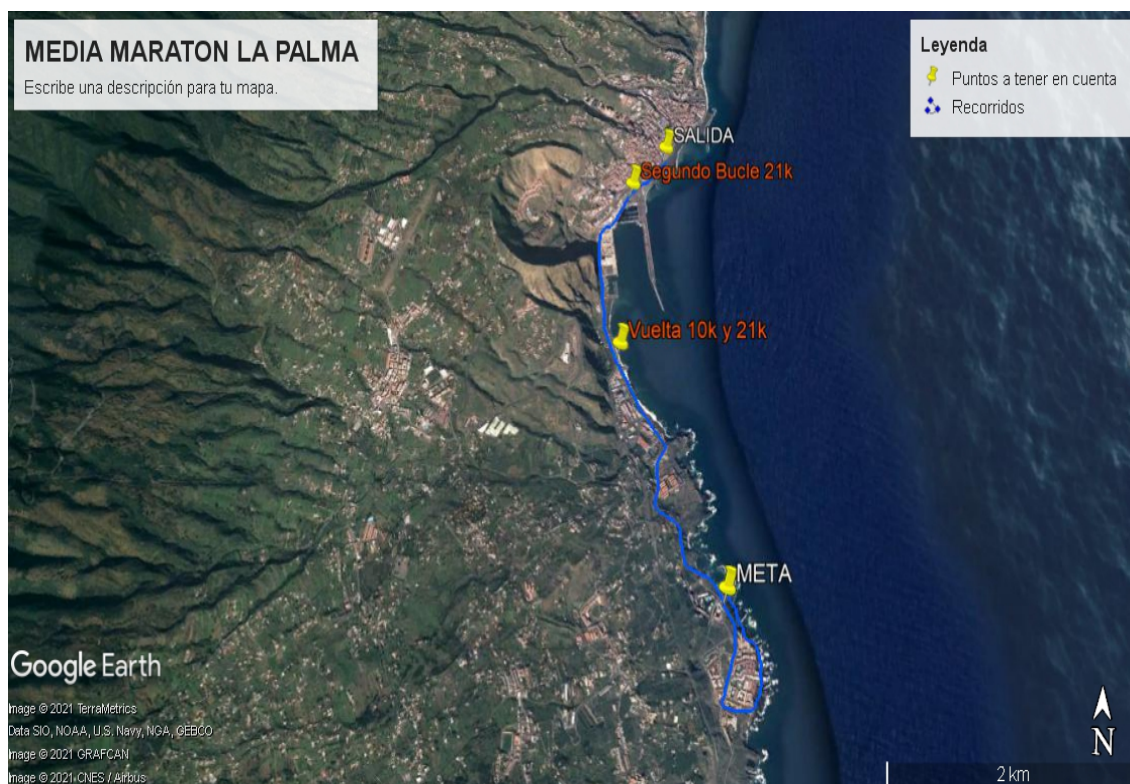 MEDIA MARATON LA PALMA
Escribe una descripción para tu mapa.
Leyenda
Puntos a tener en cuenta
Recorridos
SALIDA
Segundo Bucle 21k
Vuelta 10k y 21k
META
Google Earth
Image © 2021 TerraMetrics
Data SIO, NOAA, U.S. Navy, NGA, GEBCO
Image © 2021 GRAFCAN
Image © 2021 CNES / Airbus
N
2 km